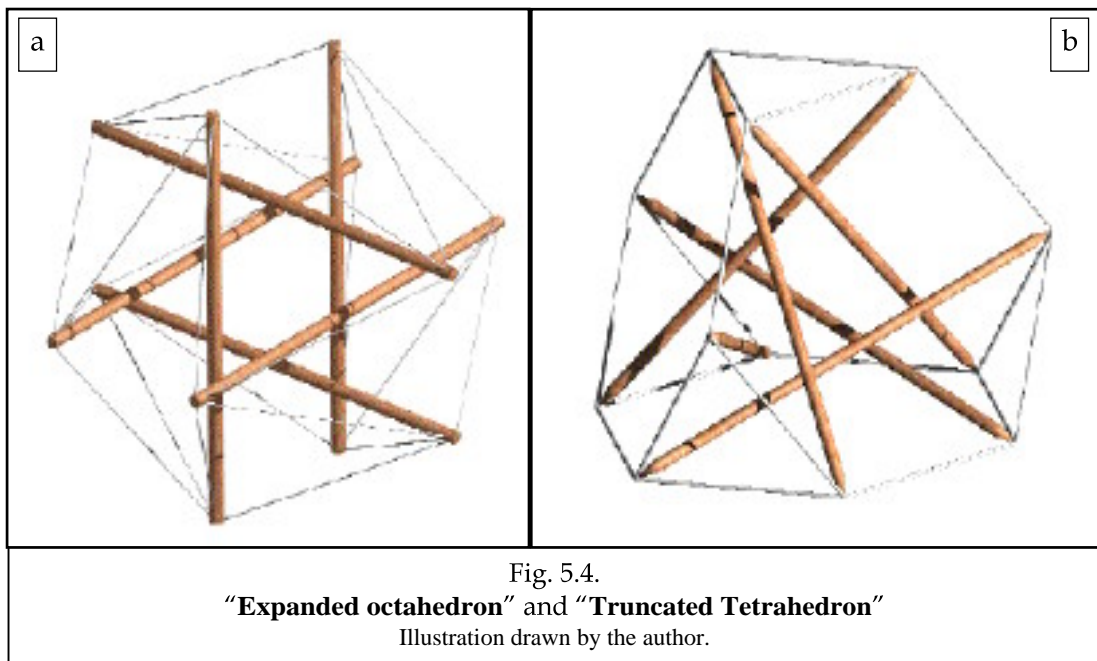 a
b
Fig. 5.4.
“Expanded octahedron” and “Truncated Tetrahedron”
Illustration drawn by the author.